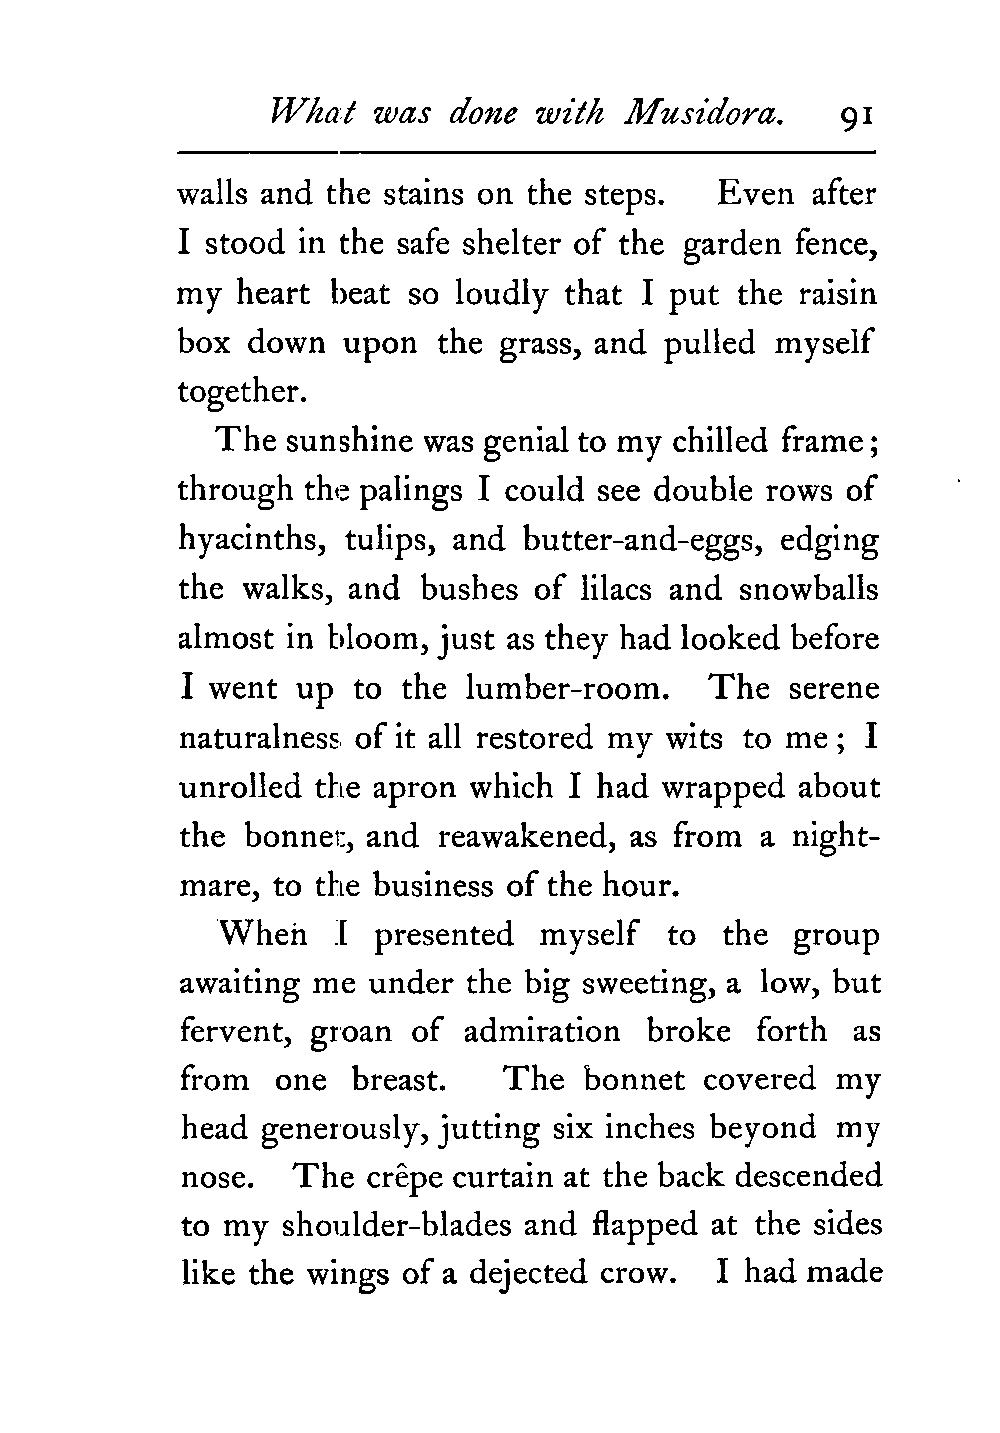 What was done with Musidora. 91
walls and the stains on the steps. Even after
I stood in the safe shelter of the garden fence,
my heart beat so loudly that I put the raisin
box down upon the grass, and pulled myself
together.
The sunshine was genial to my chilled frame;
through the palings I could see double rows of
hyacinths, tulips, and butter-and-eggs, edging
the walks, and bushes of lilacs and snowballs
almost in bloom, just as they had looked before
I went up to the lumber-room. The serene
naturalness of it all restored my wits to me; I
unrolled the apron which I had wrapped about
the bonnet, and reawakened, as from a night-
mare, to the business of the hour.
When I presented myself to the group
awaiting me under the big sweeting, a low, but
fervent, groan of admiration broke forth as
from one breast. The bonnet covered my
head generously, jutting six inches beyond my
nose. The crêpe curtain at the back descended
to my shoulder-blades and flapped at the sides
like the wings of a dejected crow. I had made